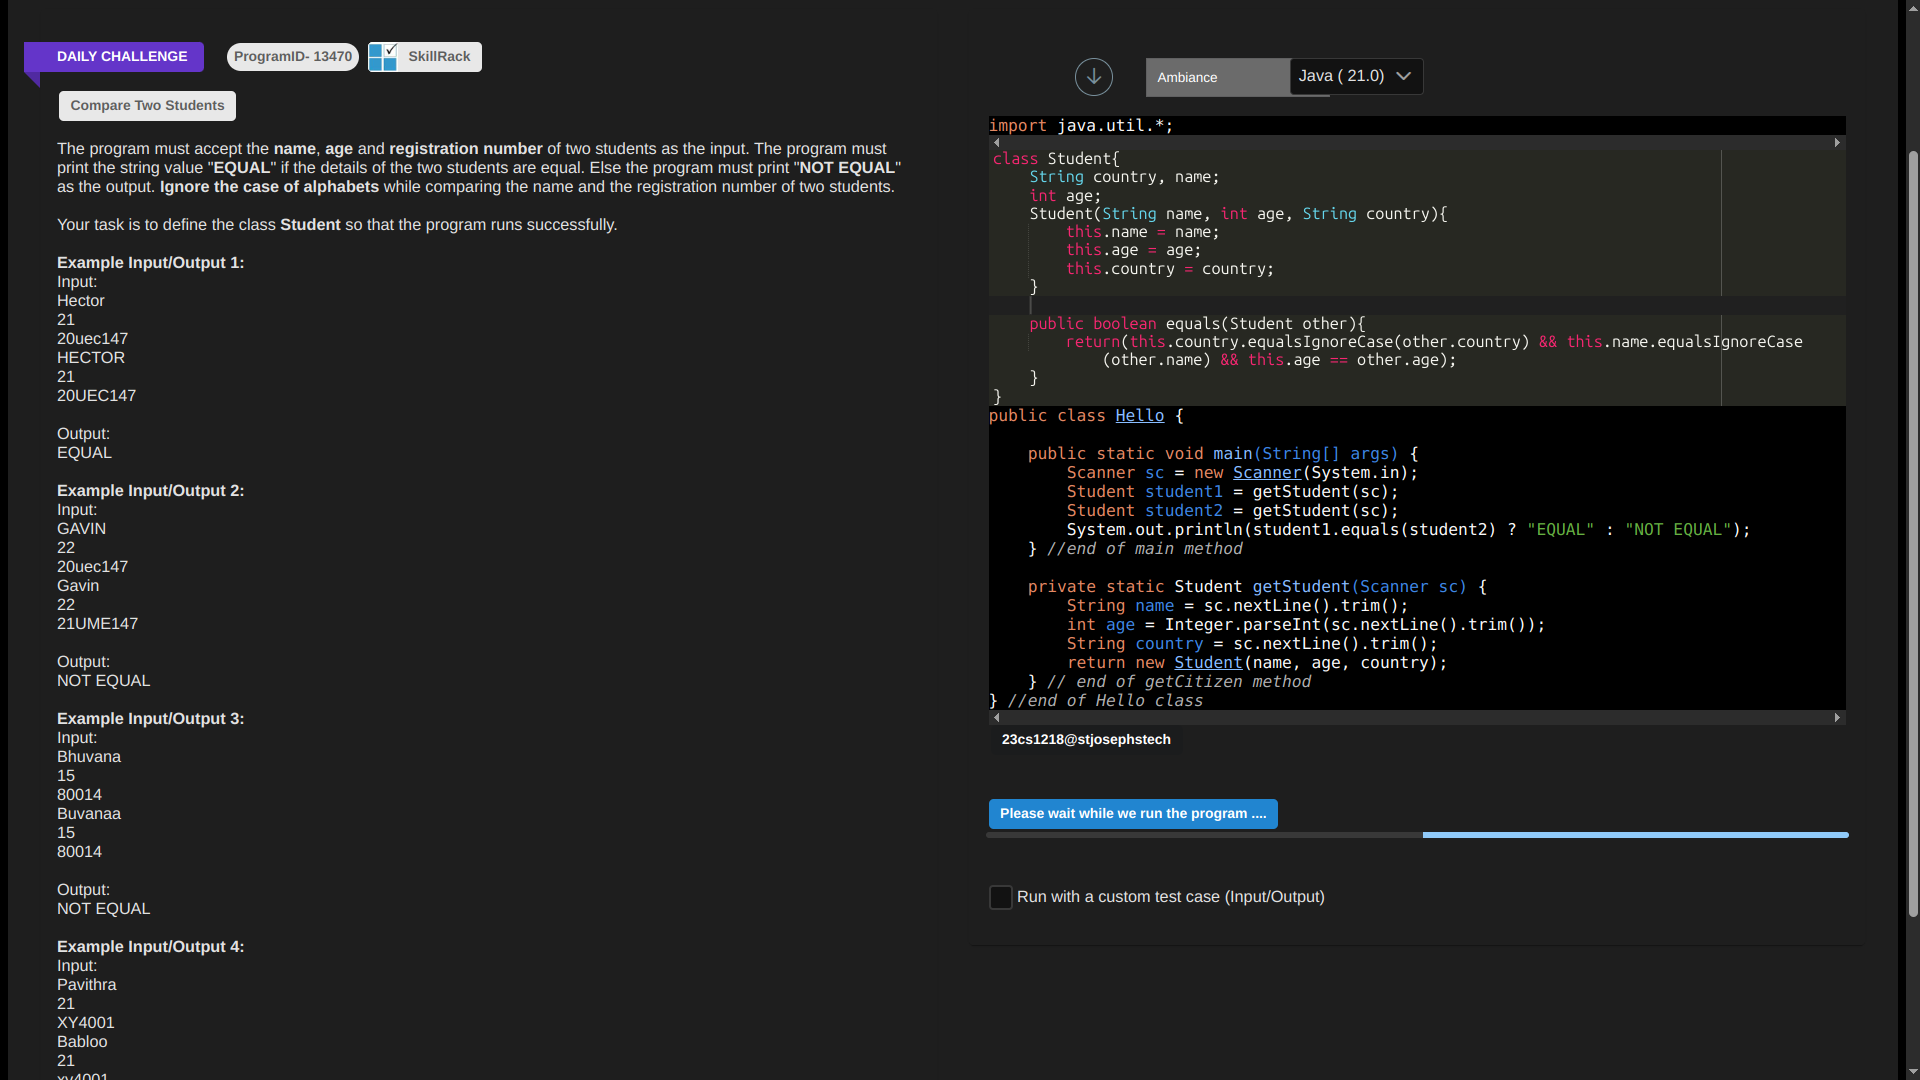 DAILY CHALLENGE
ProgramID- 13470
SkillRack
Compare Two Students
The program must accept the name, age and registration number of two students as the input. The program must
print the string value "EQUAL" if the details of the two students are equal. Else the program must print "NOT EQUAL"
as the output. Ignore the case of alphabets while comparing the name and the registration number of two students.
Your task is to define the class Student so that the program runs successfully.
Example Input/Output 1:
Input:
Hector
21
20uec147
HECTOR
21
20UEC147
Output:
EQUAL
Example Input/Output 2:
Input:
GAVIN
22
20uec147
Gavin
22
21UME147
Output:
NOT EQUAL
Example Input/Output 3:
Input:
Bhuvana
15
80014
Buvanaa
15
80014
Output:
NOT EQUAL
Example Input/Output 4:
Input:
Pavithra
21
XY4001
Babloo
21
xy4001
Ambiance
Java ( 21.0)
import java.util.*;
class Student{
    String country, name;
    int age;
    Student(String name, int age, String country){
        this.name = name;
        this.age = age;
        this.country = country;
    }
    public boolean equals(Student other){
        return(this.country.equalsIgnoreCase(other.country) && this.name.equalsIgnoreCase
            (other.name) && this.age == other.age);
    }
}
public class Hello {
    public static void main(String[] args) {
        Scanner sc = new Scanner(System.in);
        Student student1 = getStudent(sc);
        Student student2 = getStudent(sc);
        System.out.println(student1.equals(student2) ? "EQUAL" : "NOT EQUAL");
    } //end of main method
    private static Student getStudent(Scanner sc) {
        String name = sc.nextLine().trim();
        int age = Integer.parseInt(sc.nextLine().trim());
        String country = sc.nextLine().trim();
        return new Student(name, age, country);
    } // end of getCitizen method
} //end of Hello class
23cs1218@stjosephstech
Please wait while we run the program ....
Run with a custom test case (Input/Output)